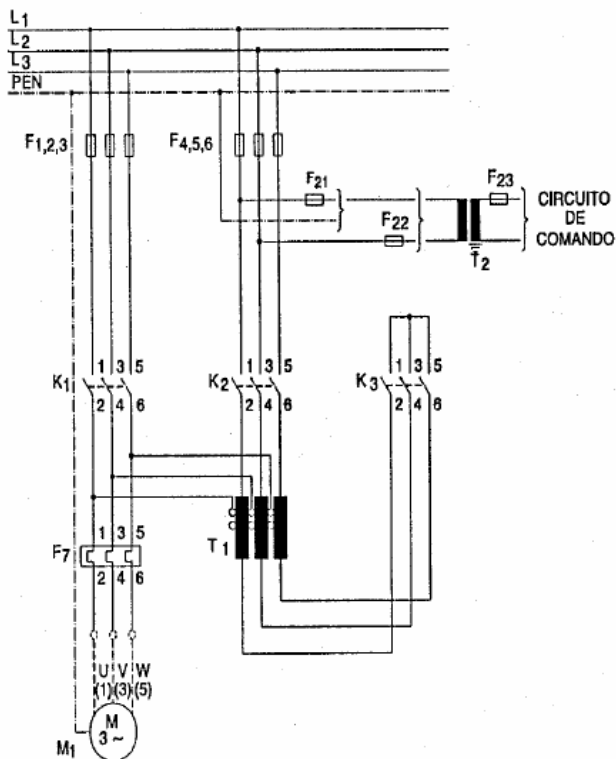 L1
L2
L3
PEN
F1,2,3
F4,5,6
F21
F22
F23
CIRCUITO
DE
COMANDO
T2
K1
1 3 5
2 4 6
K2
1 3 5
2 4 6
K3
1 3 5
2 4 6
F7
1 3 5
2 4 6
T1
U V W
(1) (3) (5)
M
3 ~
M1